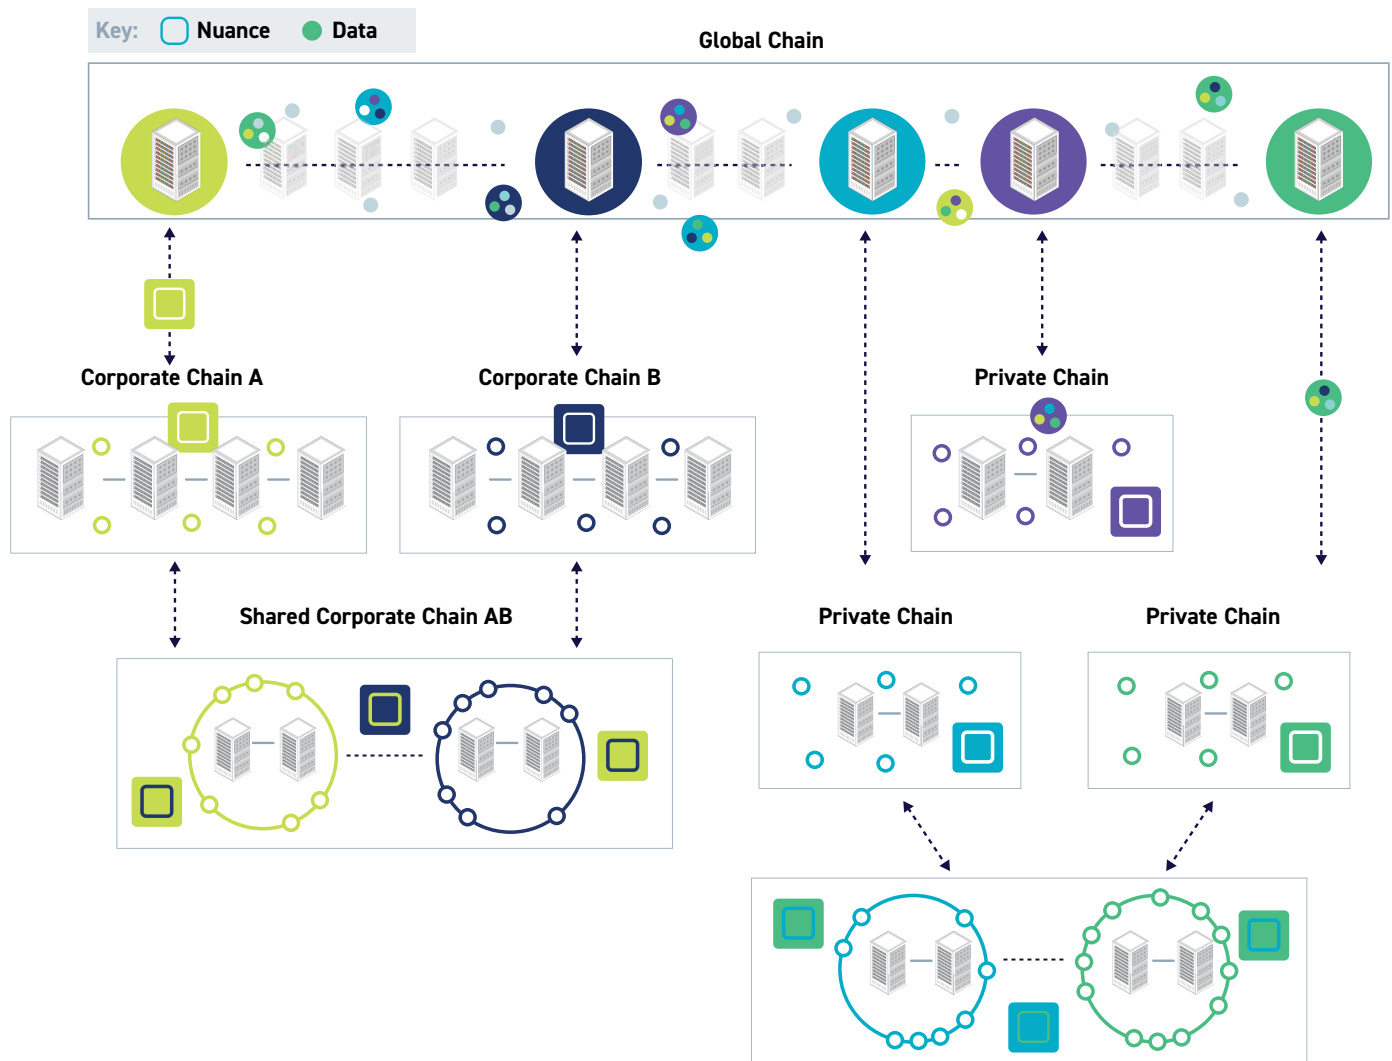 Key: Nuance Data
Global Chain
Corporate Chain A
Corporate Chain B
Private Chain
Shared Corporate Chain AB
Private Chain
Private Chain